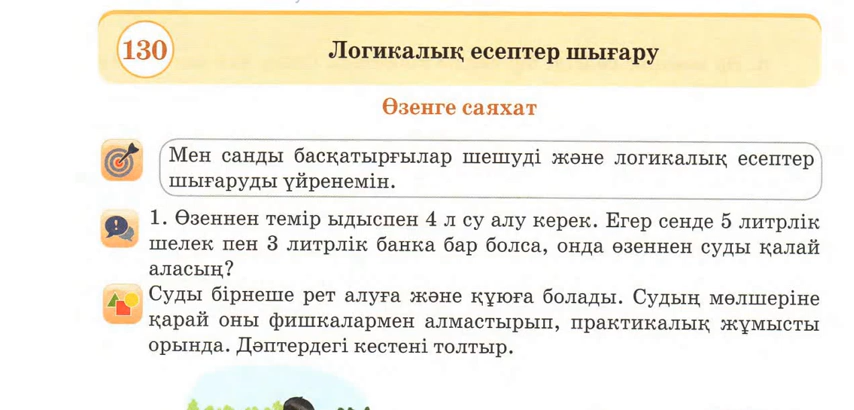 130
Логикалық есептер шығару
Өзенге саяхат
Мен санды басқатырғылар шешуді және логикалық есептер
шығаруды үйренемін.
1. Өзеннен темір ыдыспен 4 л су алу керек. Егер сенде 5 литрлік
шелек пен 3 литрлік банка бар болса, онда өзеннен суды қалай
аласың?
Суды бірнеше рет алуға және құюға болады. Судың мөлшеріне
қарай оны фишкалармен алмастырып, практикалық жұмысты
орында. Дәптердегі кестені толтыр.